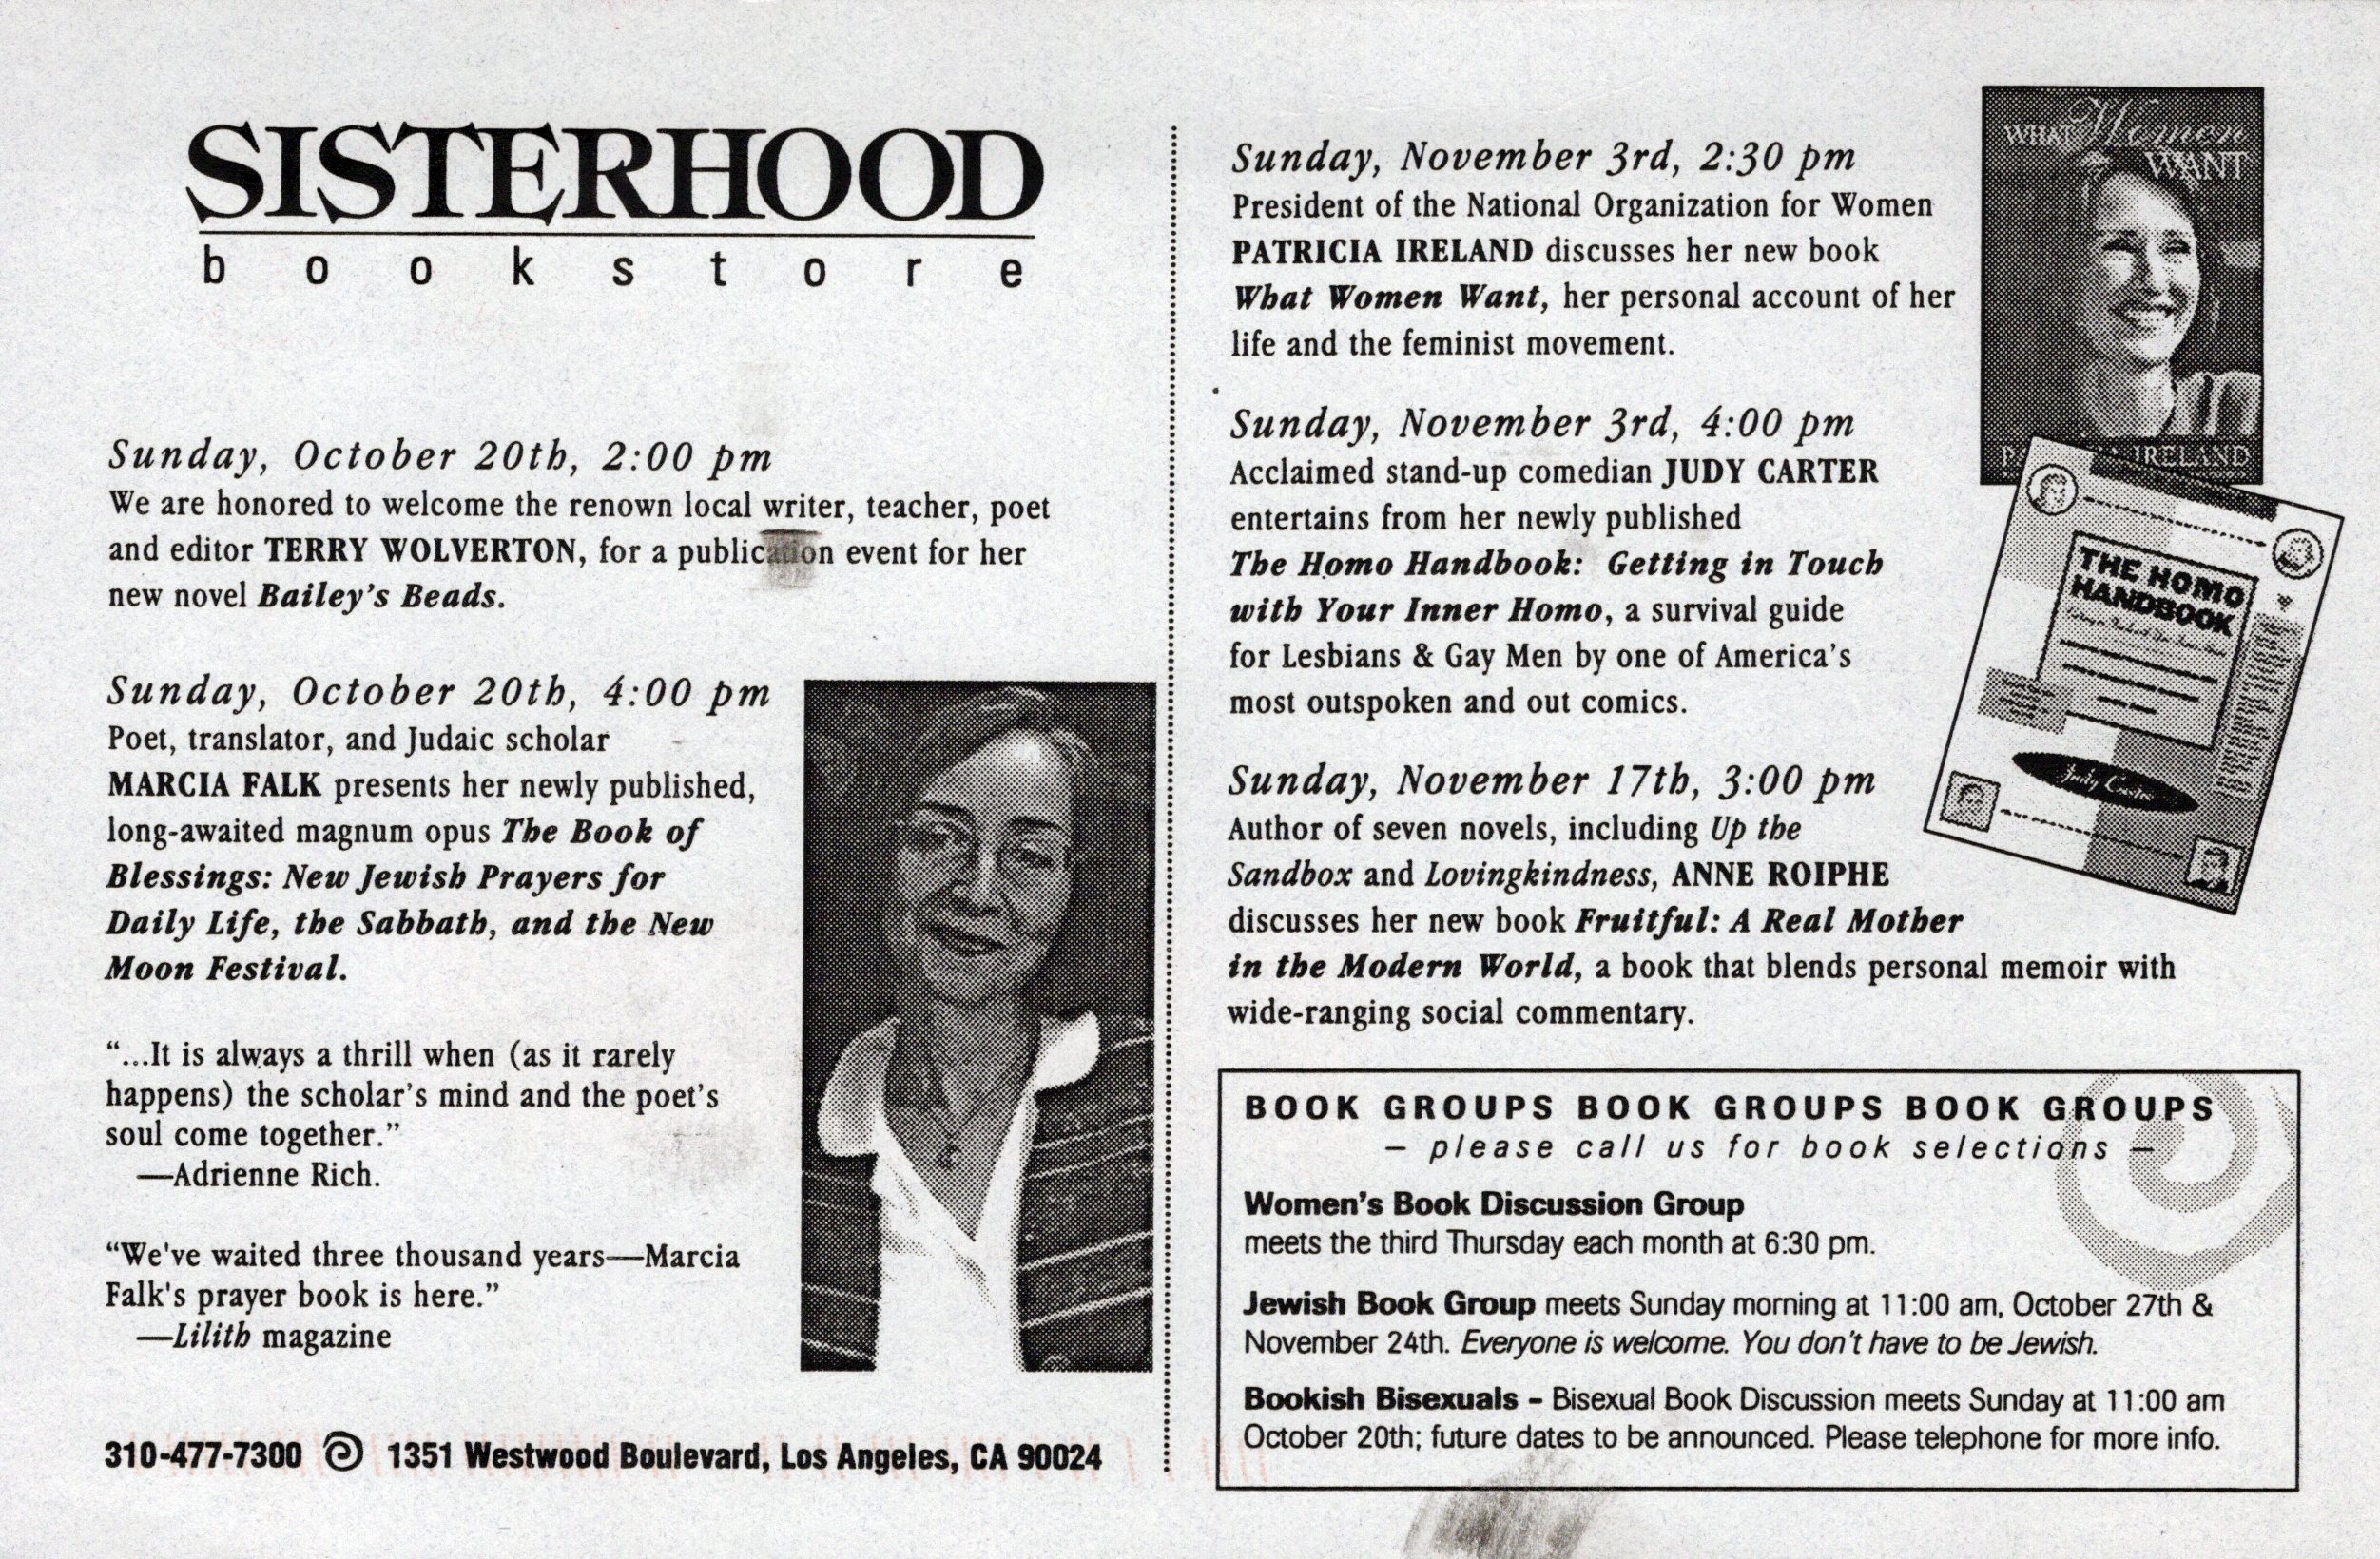 SISTERHOOD
bookstore
Sunday, October 20th, 2:00 pm
We are honored to welcome the renown local writer, teacher, poet
and editor TERRY WOLVERTON, for a publication event for her
new novel Bailey's Beads.
Sunday, October 20th, 4:00 pm
Poet, translator, and Judaic scholar
MARCIA FALK presents her newly published,
long-awaited magnum opus The Book of
Blessings: New Jewish Prayers for
Daily Life, the Sabbath, and the New
Moon Festival.
“...It is always a thrill when (as it rarely
happens) the scholar's mind and the poet's
soul come together.”
—Adrienne Rich.
“We've waited three thousand years—Marcia
Falk's prayer book is here.”
—Lilith magazine
310-477-7300 1351 Westwood Boulevard, Los Angeles, CA 90024
Sunday, November 3rd, 2:30 pm
President of the National Organization for Women
PATRICIA IRELAND discusses her new book
What Women Want, her personal account of her
life and the feminist movement.
WHAT Women
WANT
IRELAND
Sunday, November 3rd, 4:00 pm
Acclaimed stand-up comedian JUDY CARTER
entertains from her newly published
The Homo Handbook: Getting in Touch
with Your Inner Homo, a survival guide
for Lesbians & Gay Men by one of America's
most outspoken and out comics.
THE HOMO
HANDBOOK
Judy Carter
Sunday, November 17th, 3:00 pm
Author of seven novels, including Up the
Sandbox and Lovingkindness, ANNE ROIPHE
discusses her new book Fruitful: A Real Mother
in the Modern World, a book that blends personal memoir with
wide-ranging social commentary.
BOOK GROUPS BOOK GROUPS BOOK GROUPS
– please call us for book selections –
Women's Book Discussion Group
meets the third Thursday each month at 6:30 pm.
Jewish Book Group meets Sunday morning at 11:00 am, October 27th &
November 24th. Everyone is welcome. You don't have to be Jewish.
Bookish Bisexuals – Bisexual Book Discussion meets Sunday at 11:00 am
October 20th; future dates to be announced. Please telephone for more info.